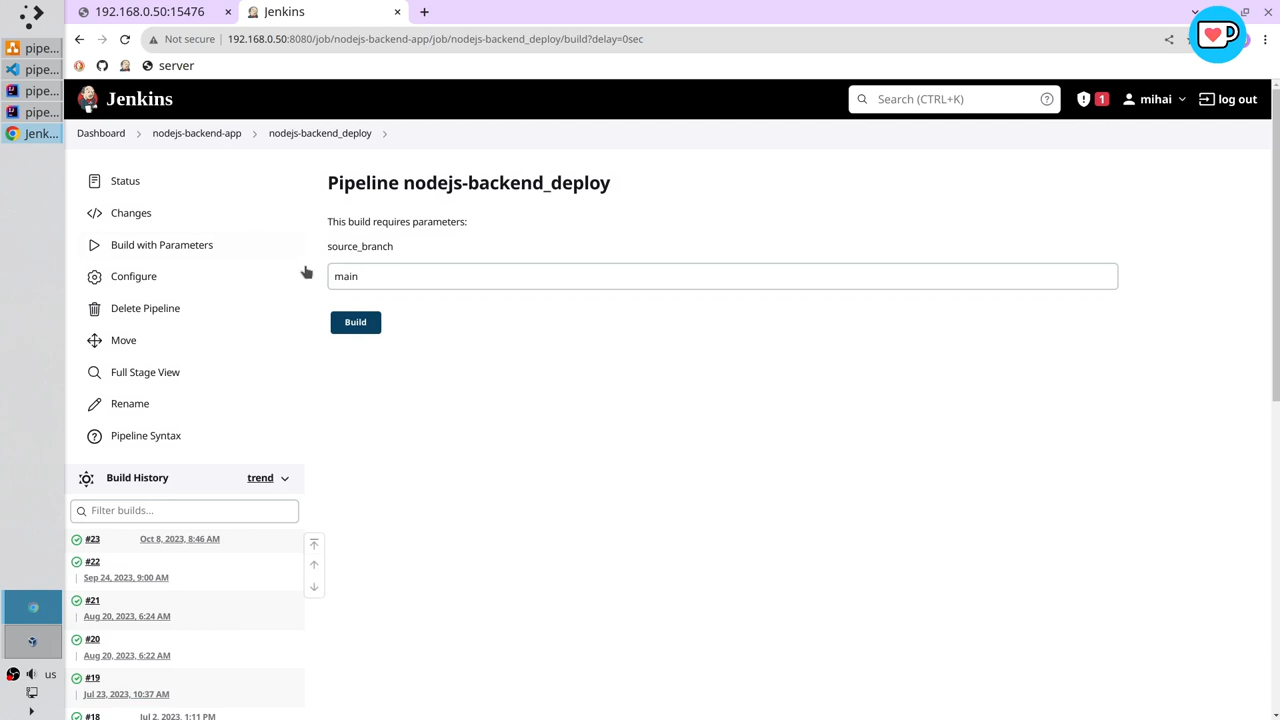 192.168.0.50:15476
Jenkins
pipe...
pipe...
pipe...
pipe...
Jenk...
Not secure
192.168.0.50:8080/job/nodejs-backend-app/job/nodejs-backend_deploy/build?delay=0sec
server
Jenkins
Search (CTRL+K)
1
mihai
log out
Dashboard
nodejs-backend-app
nodejs-backend_deploy
Status
Changes
Build with Parameters
Configure
Delete Pipeline
Move
Full Stage View
Rename
Pipeline Syntax
Pipeline nodejs-backend_deploy
This build requires parameters:
source_branch
main
Build
Build History
trend
Filter builds...
#23 Oct 8, 2023, 8:46 AM
#22
Sep 24, 2023, 9:00 AM
#21
Aug 20, 2023, 6:24 AM
#20
Aug 20, 2023, 6:22 AM
#19
Jul 23, 2023, 10:37 AM
#18 Jul 2, 2023, 1:11 PM
us